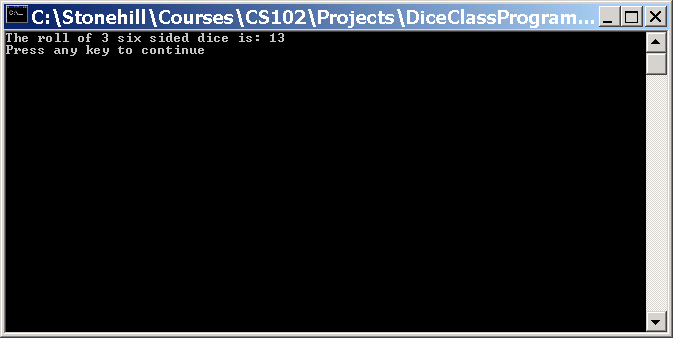 C:\Stonehill\Courses\CS102\Projects\DiceClassProgram...
The roll of 3 six sided dice is: 13
Press any key to continue